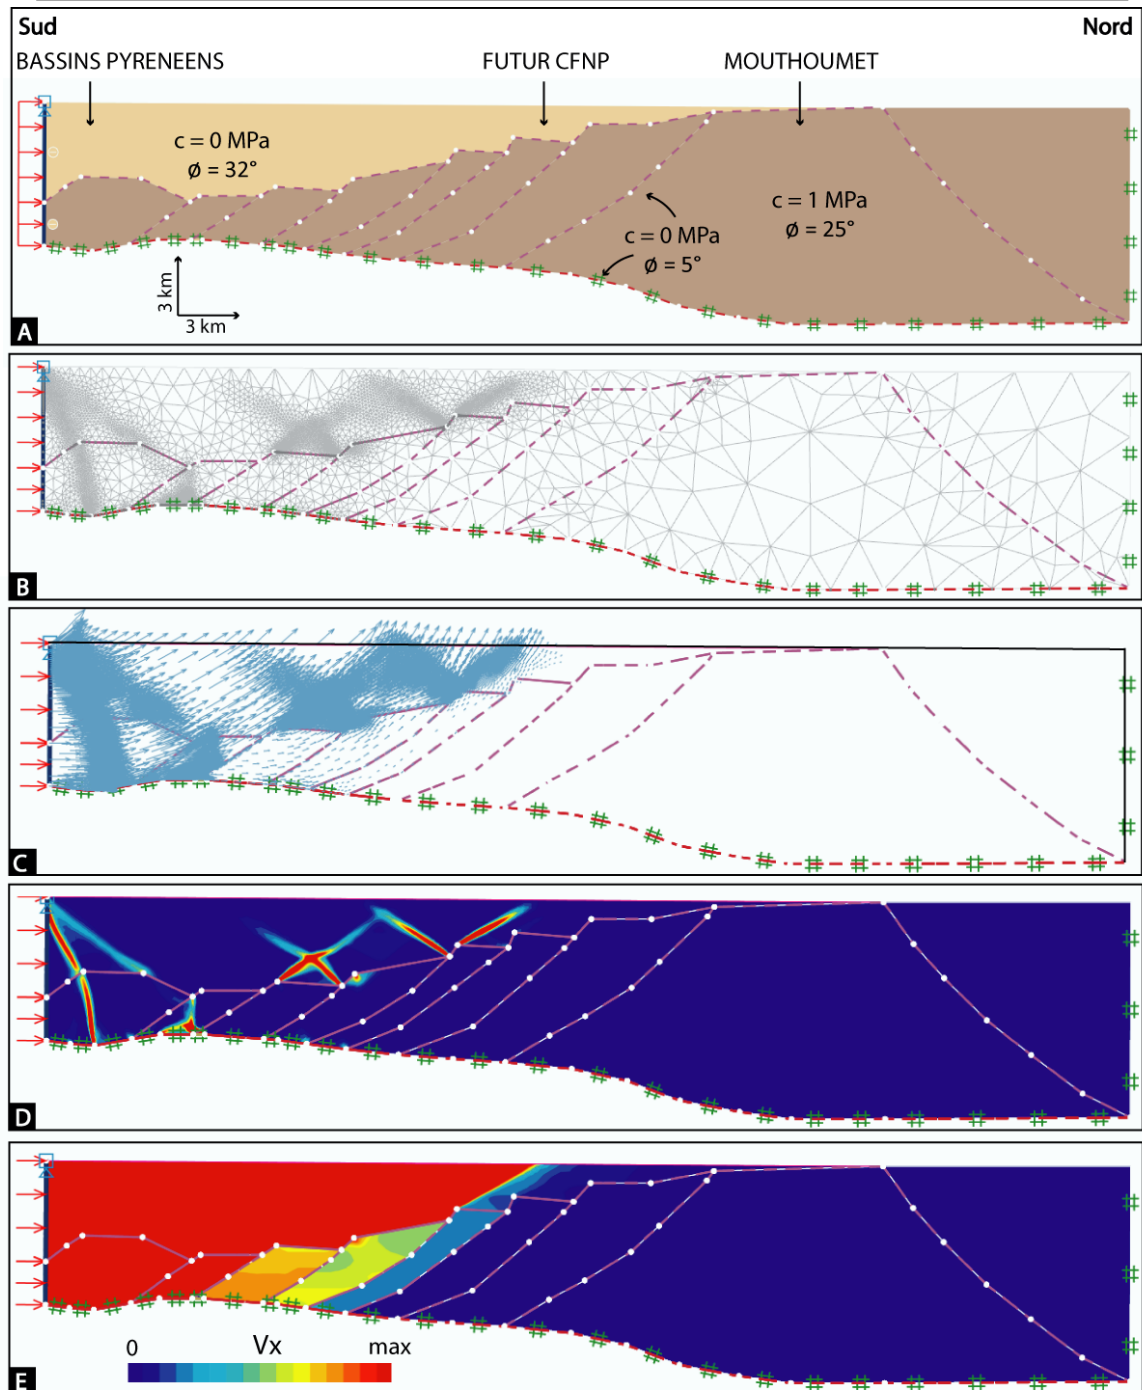 Sud
Nord
BASSINS PYRENEENS
FUTUR CFNP
MOUTHOUMET
c = 0 MPa
ø = 32°
c = 1 MPa
ø = 25°
c = 0 MPa
ø = 5°
3 km
3 km
A
B
C
D
0
Vx
max
E